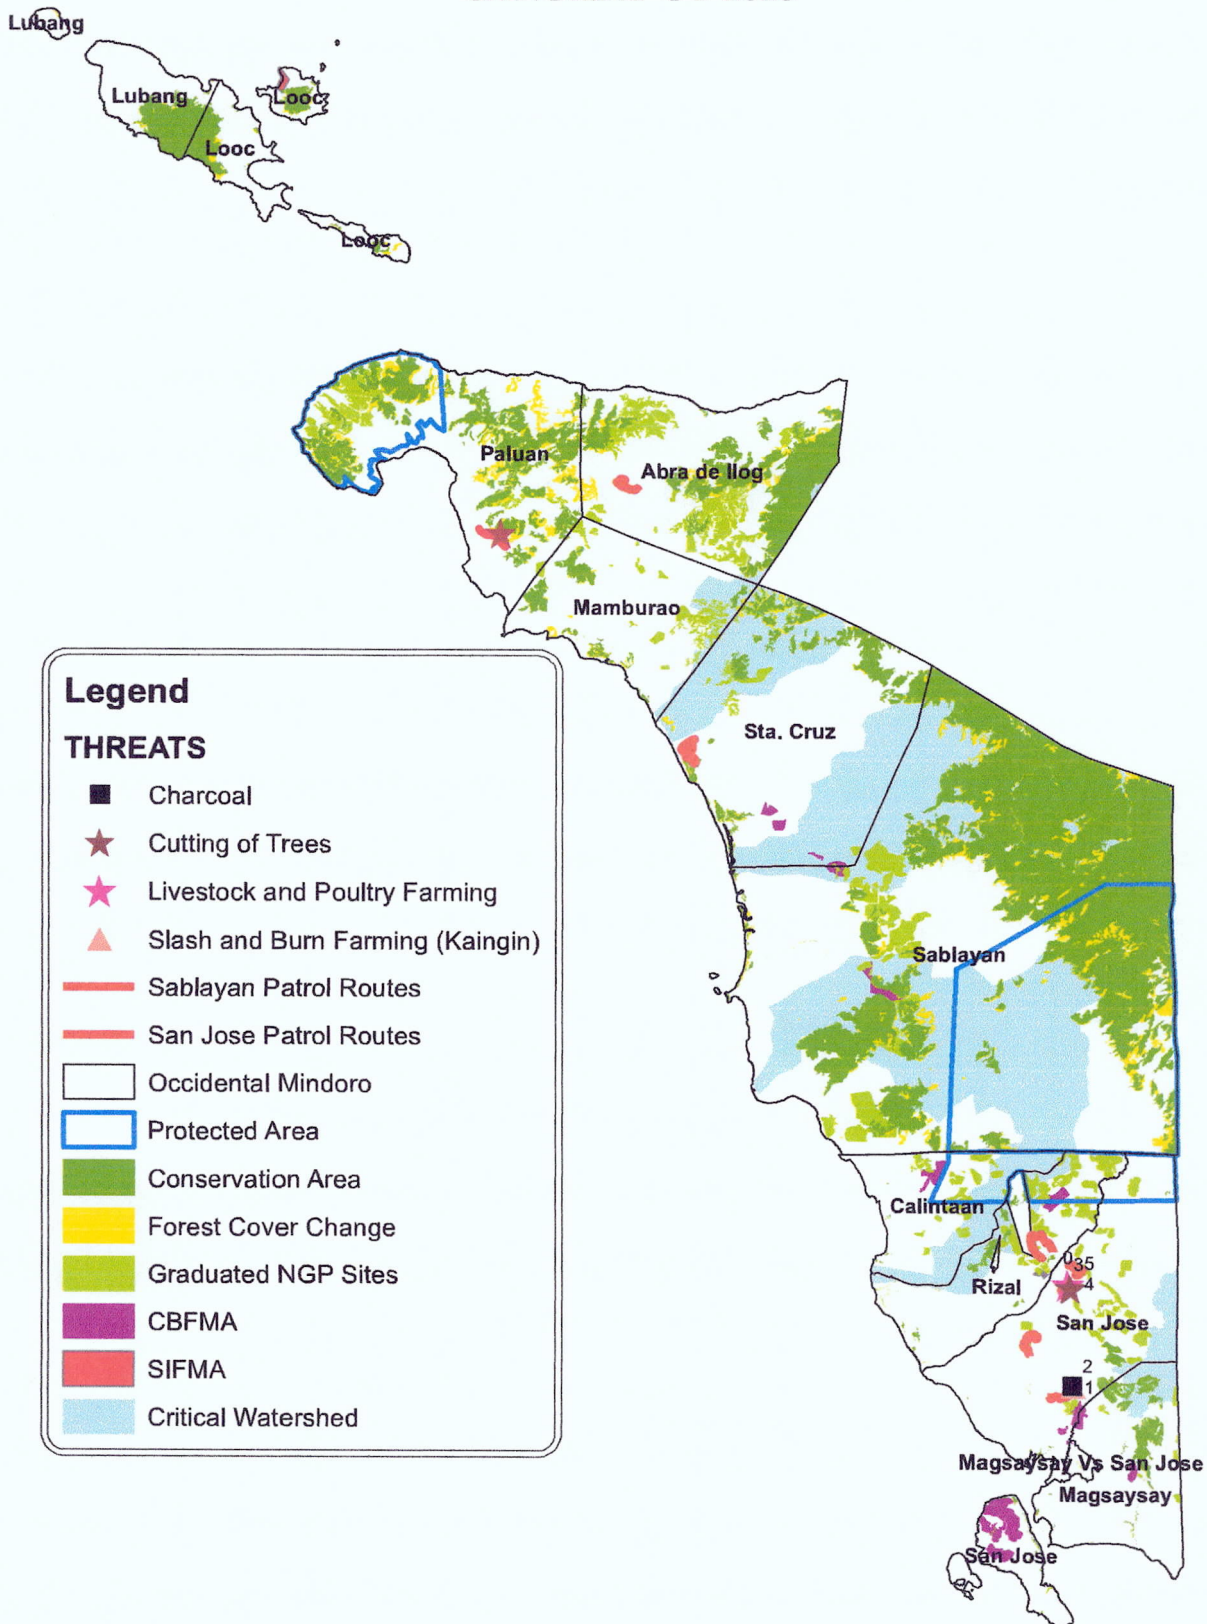 Lubang
Lubang
Looc
Looc
Looc
Paluan
Abra de Ilog
Mamburao
Sta. Cruz
Sablayan
Calintaan
Rizal
0
3
5
4
San Jose
2
1
Magsaysay Vs San Jose
Magsaysay
San Jose
Legend
THREATS
Charcoal
Cutting of Trees
Livestock and Poultry Farming
Slash and Burn Farming (Kaingin)
Sablayan Patrol Routes
San Jose Patrol Routes
Occidental Mindoro
Protected Area
Conservation Area
Forest Cover Change
Graduated NGP Sites
CBFMA
SIFMA
Critical Watershed